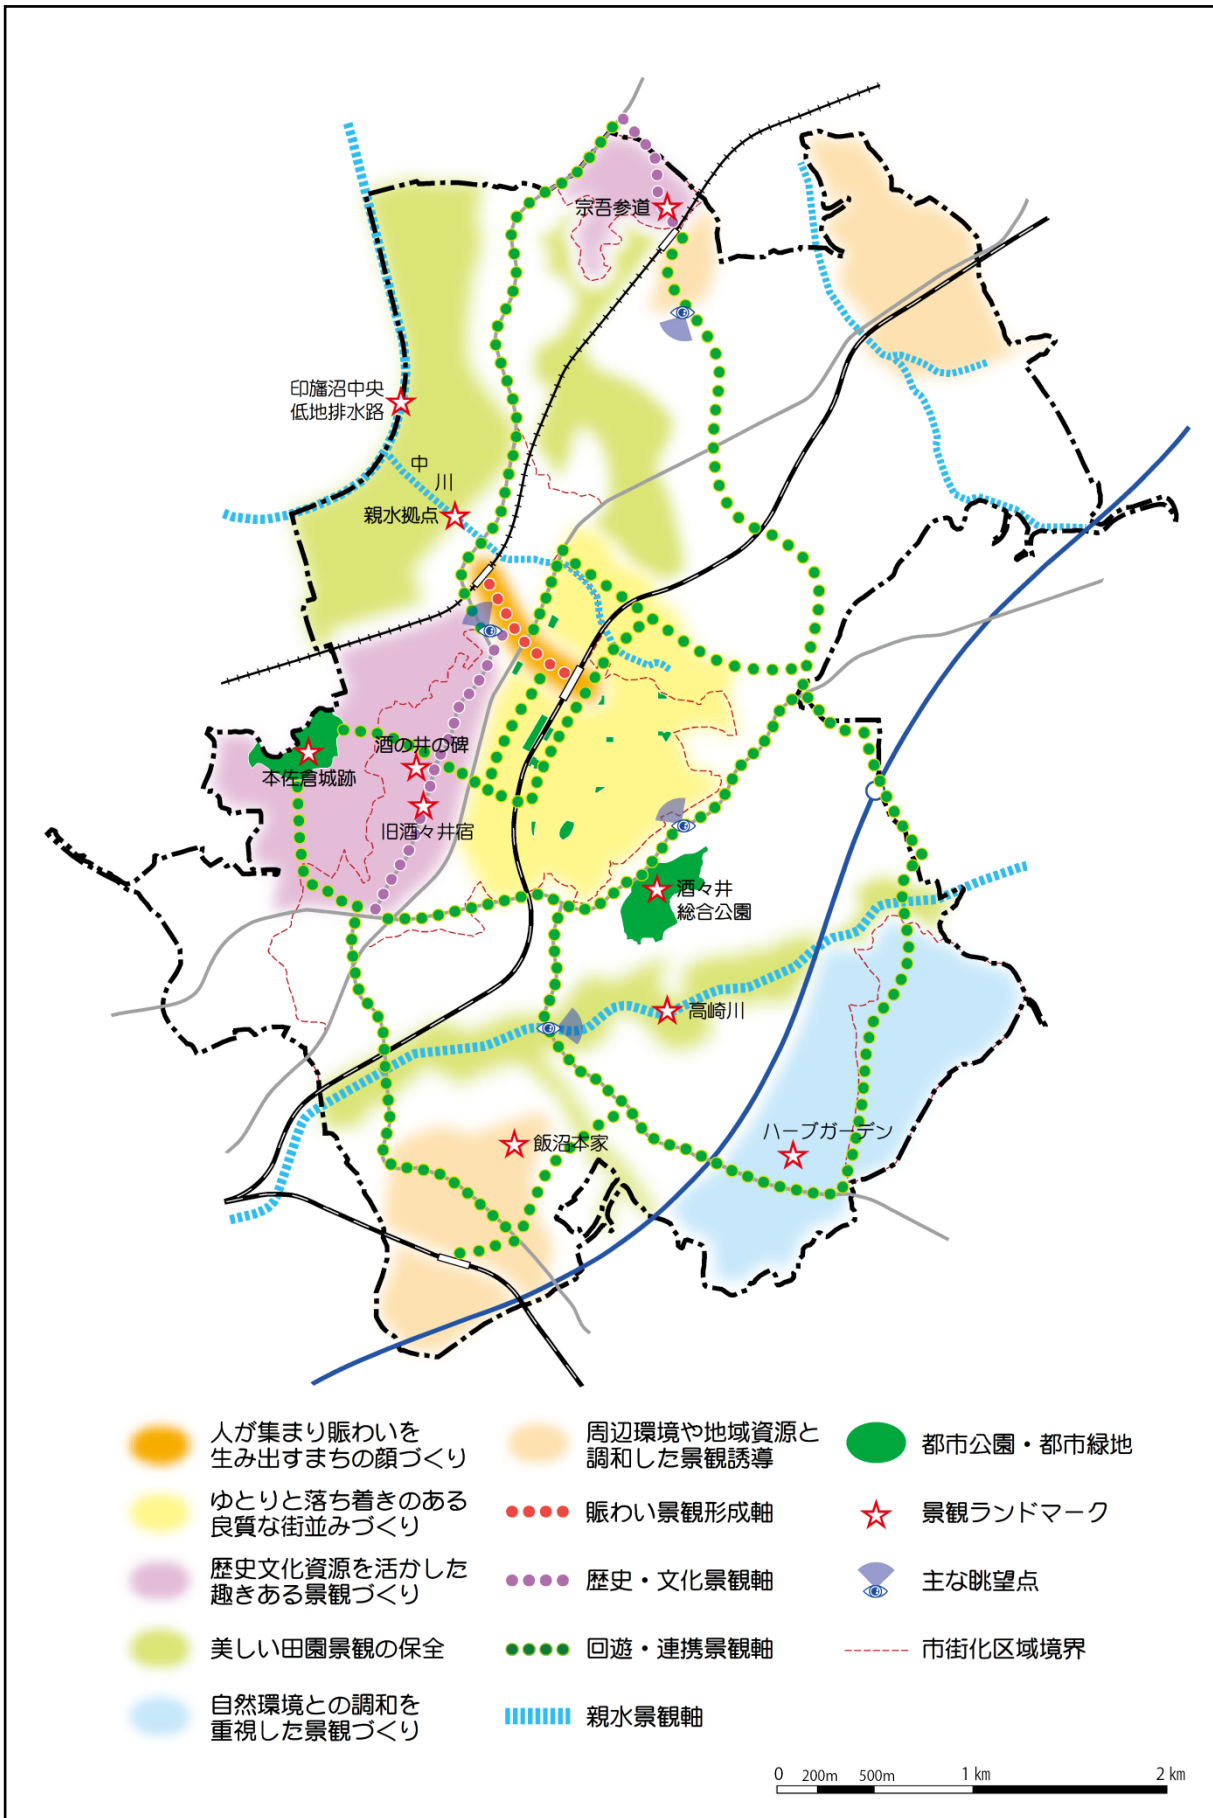 宗吾参道
印旛沼中央
低地排水路
中
川
親水拠点
酒の井の碑
本佐倉城跡
旧酒々井宿
酒々井
総合公園
高崎川
ハーブガーデン
飯沼本家
人が集まり賑わいを
生み出すまちの顔づくり
ゆとりと落ち着きのある
良質な街並みづくり
歴史文化資源を活かした
趣きある景観づくり
美しい田園景観の保全
自然環境との調和を
重視した景観づくり
周辺環境や地域資源と
調和した景観誘導
賑わい景観形成軸
歴史・文化景観軸
回遊・連携景観軸
親水景観軸
都市公園・都市緑地
景観ランドマーク
主な眺望点
市街化区域境界
0 200m 500m 1km 2km